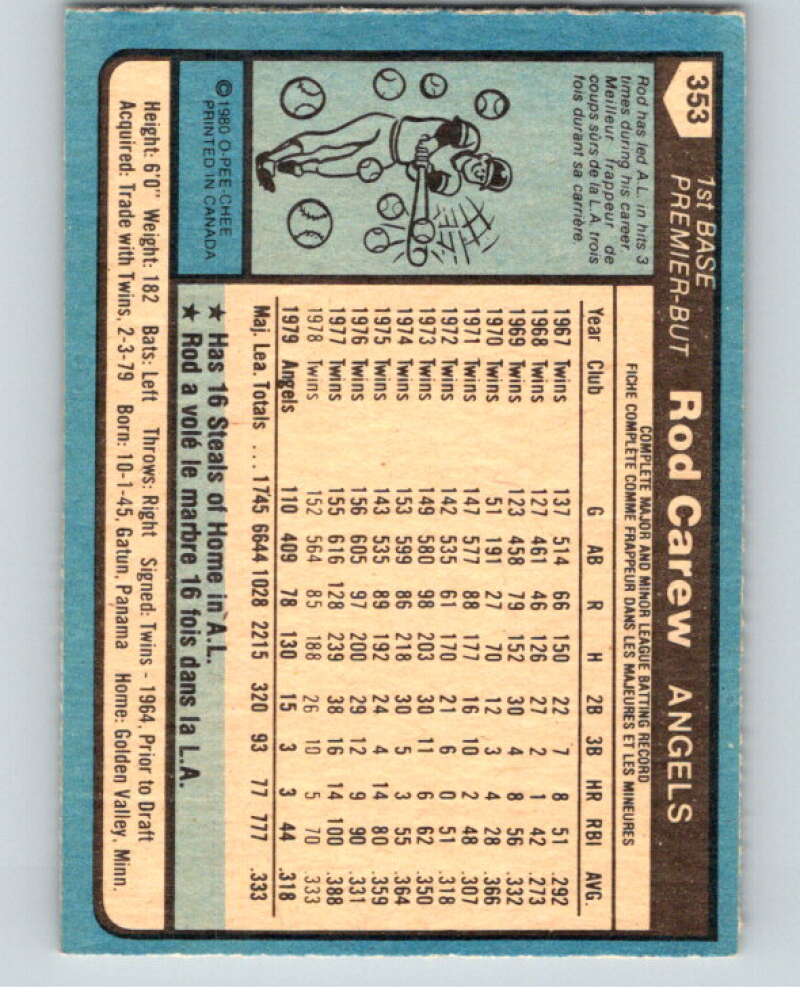 353
1st BASE
PREMIER-BUT
Rod Carew ANGELS
Rod has led A.L. in hits 3
times during his career.
Meilleur frappeur de
coups sûrs de la L.A. trois
fois durant sa carrière.
© 1980 O-PEE-CHEE
PRINTED IN CANADA
COMPLETE MAJOR AND MINOR LEAGUE BATTING RECORD
FICHE COMPLÈTE COMME FRAPPEUR DANS LES MAJEURES ET LES MINEURES
Year Club G AB R H 2B 3B HR RBI AVG.
1967 Twins 137 514 66 150 22 7 8 51 .292
1968 Twins 127 461 46 126 27 2 1 42 .273
1969 Twins 123 458 79 152 30 4 8 56 .332
1970 Twins 51 191 27 70 12 3 4 28 .366
1971 Twins 147 577 88 177 16 10 2 48 .307
1972 Twins 142 535 61 170 21 6 0 51 .318
1973 Twins 149 580 98 203 30 11 6 62 .350
1974 Twins 153 599 86 218 30 5 3 55 .364
1975 Twins 143 535 89 192 24 4 14 80 .359
1976 Twins 156 605 97 200 29 12 9 90 .331
1977 Twins 155 616 128 239 38 16 14 100 .388
1978 Twins 152 564 85 188 26 10 5 70 .333
1979 Angels 110 409 78 130 15 3 3 44 .318
Maj. Lea. Totals ... 1745 6644 1028 2215 320 93 77 777 .333
★ Has 16 Steals of Home in A.L.
★ Rod a volé le marbre 16 fois dans la L.A.
Height: 6'0" Weight: 182 Bats: Left Throws: Right Signed: Twins - 1964, Prior to Draft
Acquired: Trade with Twins, 2-3-79 Born: 10-1-45, Gatun, Panama Home: Golden Valley, Minn.